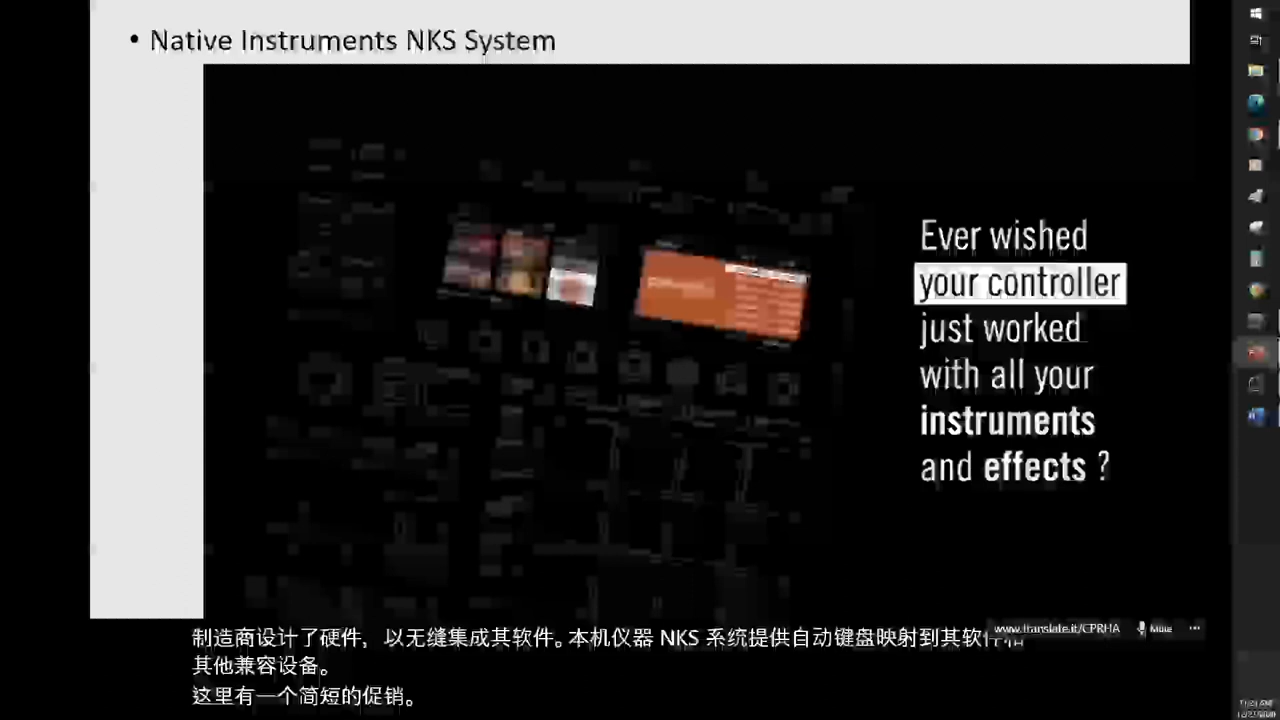 • Native Instruments NKS System
Ever wished
your controller
just worked
with all your
instruments
and effects ?
制造商设计了硬件，以无缝集成其软件。本机仪器 NKS 系统提供自动键盘映射到其软件和
www.translate.it/CPRHA
其他兼容设备。
这里有一个简短的促销。